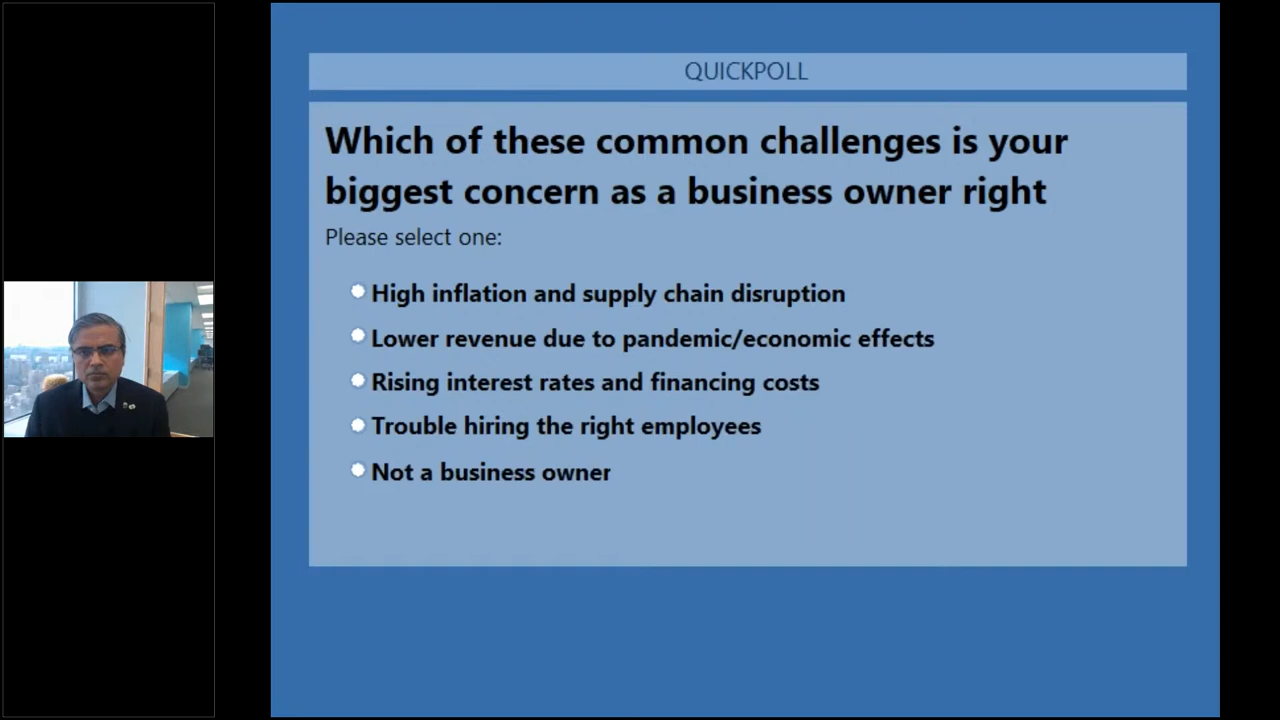 QUICKPOLL
Which of these common challenges is your
biggest concern as a business owner right
Please select one:
High inflation and supply chain disruption
Lower revenue due to pandemic/economic effects
Rising interest rates and financing costs
Trouble hiring the right employees
Not a business owner